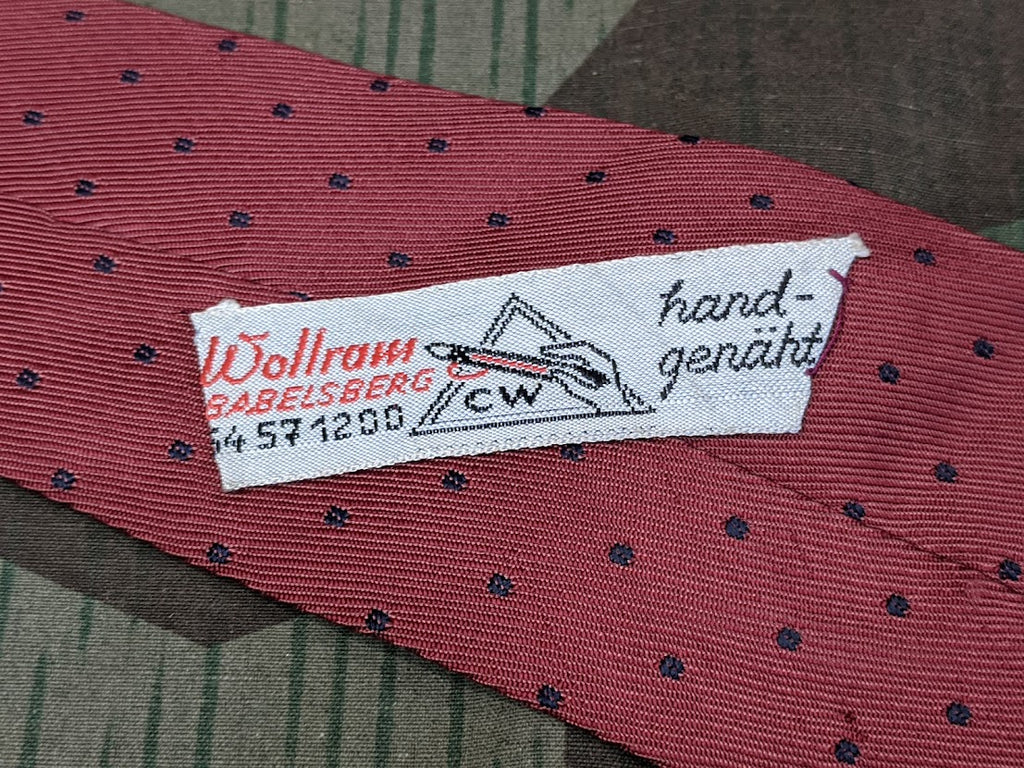 Wollram
BABELSBERG
54 57 1200
CW
hand-
genäht